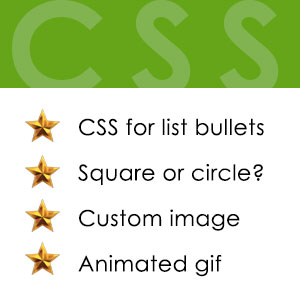 CSS
CSS for list bullets
Square or circle?
Custom image
Animated gif